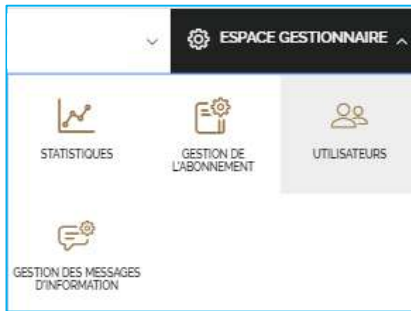 ESPACE GESTIONNAIRE
STATISTIQUES
GESTION DE
L'ABONNEMENT
UTILISATEURS
GESTION DES MESSAGES
D'INFORMATION